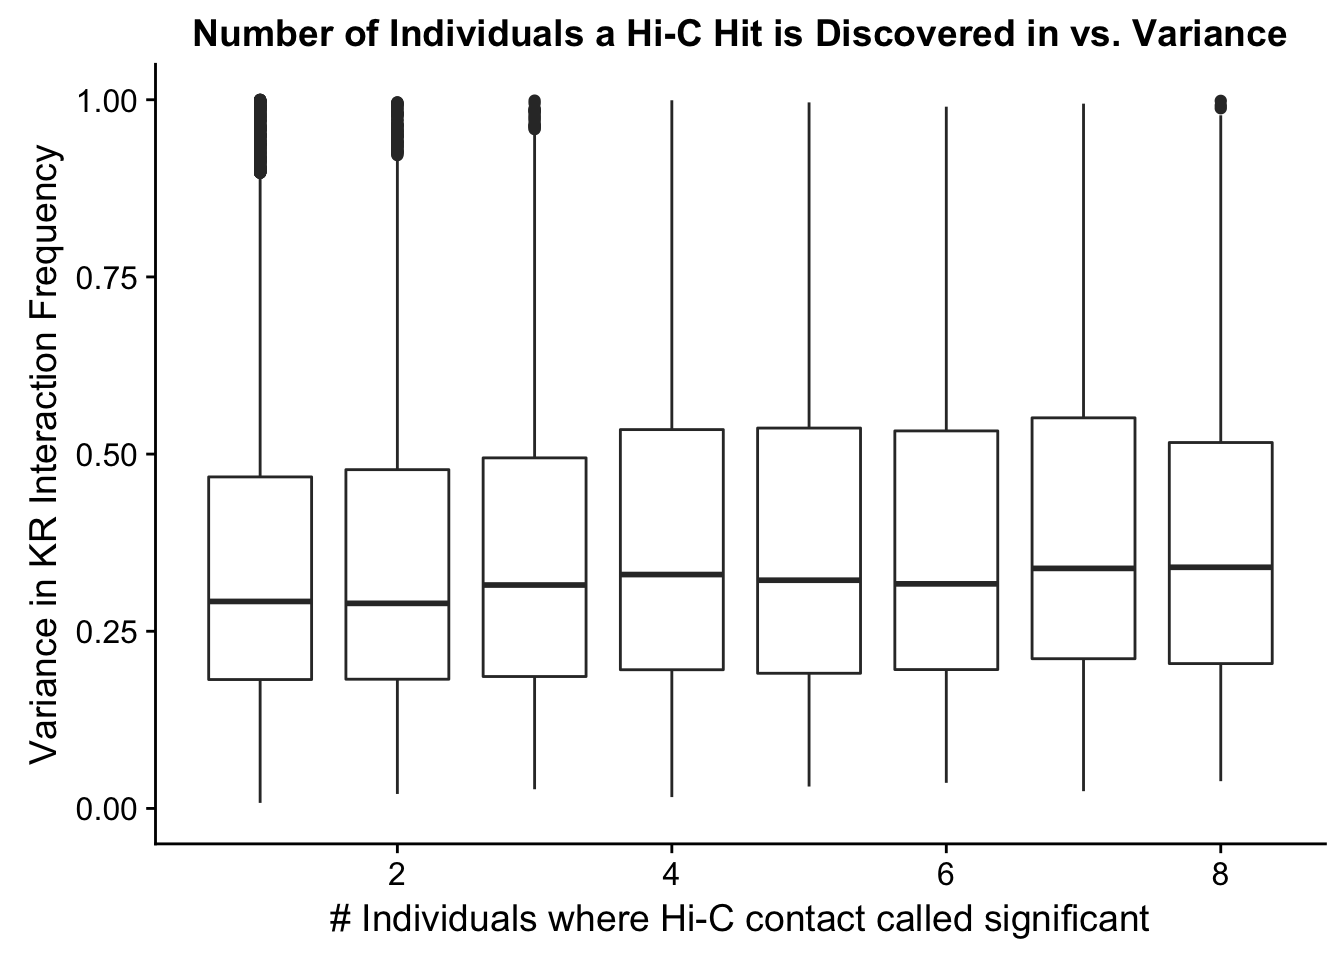 Number of Individuals a Hi-C Hit is Discovered in vs. Variance
Variance in KR Interaction Frequency
1.00
0.75
0.50
0.25
0.00
2 4 6 8
# Individuals where Hi-C contact called significant